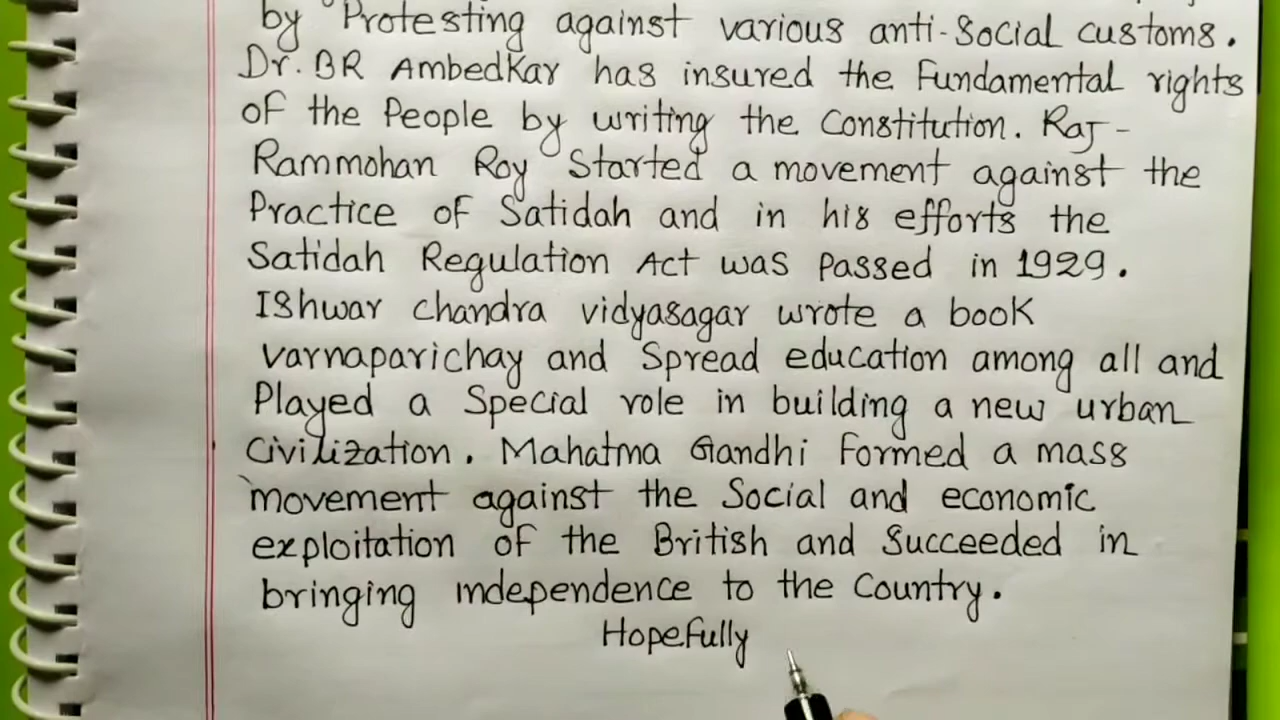 by Protesting against various anti-Social customs.
Dr. BR Ambedkar has insured the Fundamental rights
of the People by writing the Constitution. Raj-
Rammohan Roy Started a movement against the
Practice of Satidah and in his efforts the
Satidah Regulation Act was Passed in 1929.
Ishwar chandra vidyasagar wrote a book
varnaparichay and Spread education among all and
Played a Special role in building a new urban
Civilization. Mahatma Gandhi formed a mass
movement against the Social and economic
exploitation of the British and Succeeded in
bringing independence to the Country.
Hopefully